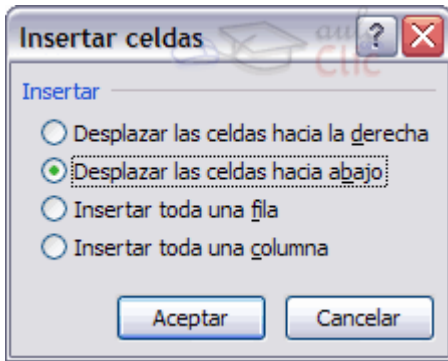 Insertar celdas
aulaClic
?
Insertar
Desplazar las celdas hacia la derecha
Desplazar las celdas hacia abajo
Insertar toda una fila
Insertar toda una columna
Aceptar
Cancelar